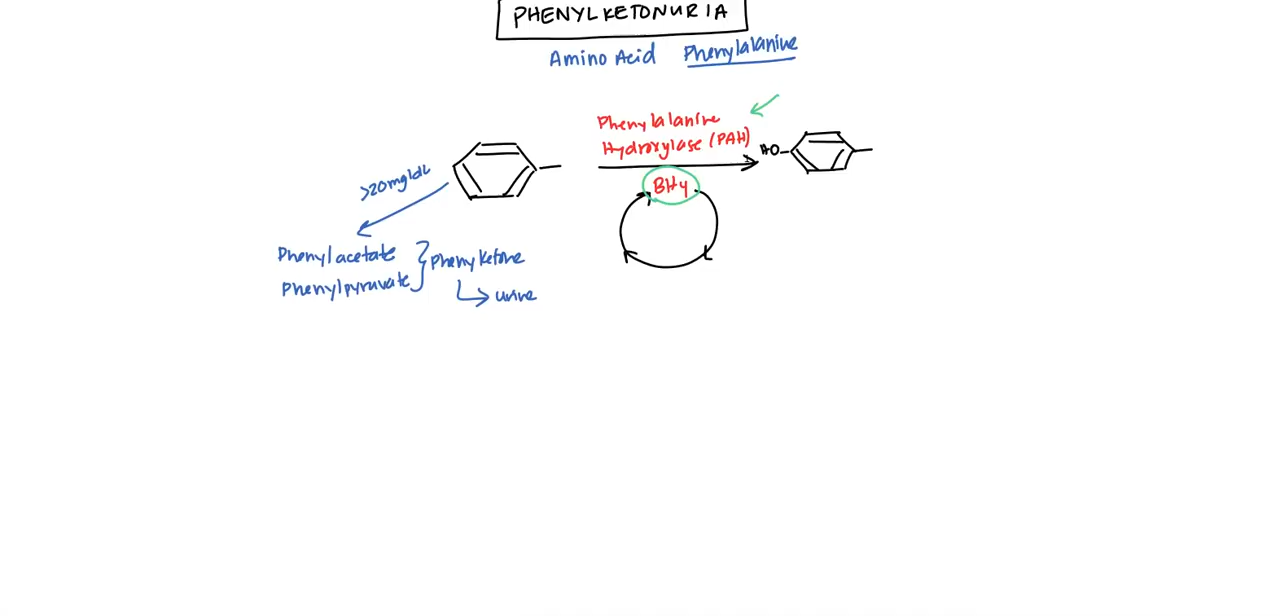 PHENYLKETONURIA
Amino Acid Phenylalanine
Phenylalanine
Hydroxylase (PAH)
HO
BH4
>20mg/dL
Phenylacetate
Phenylpyruvate
Phenylketone
urine